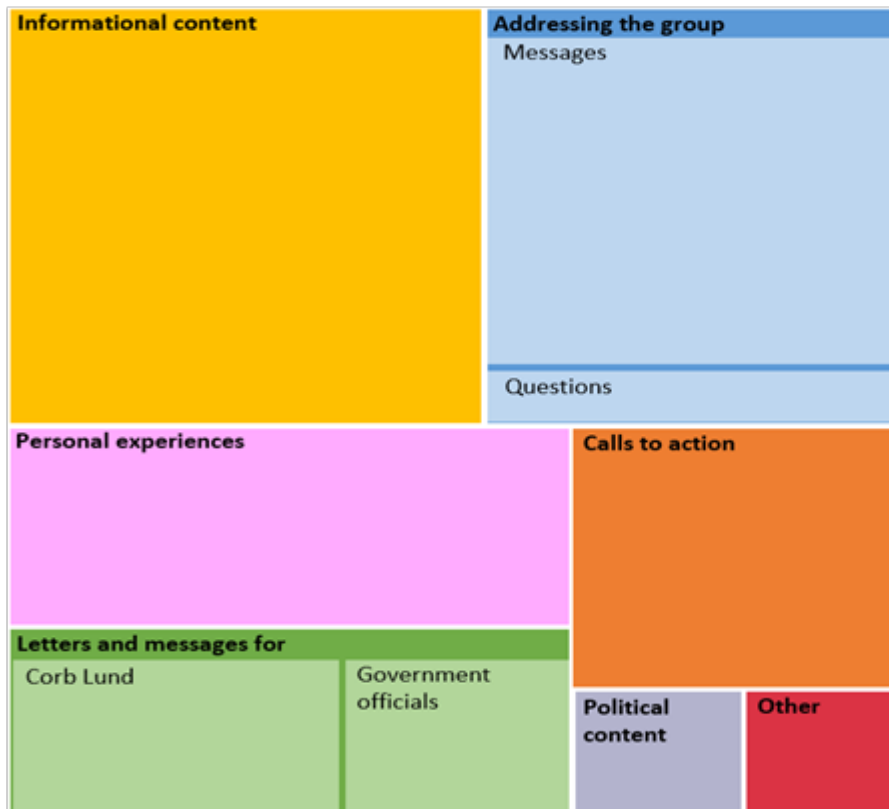 Informational content
Addressing the group
Messages
Questions
Personal experiences
Calls to action
Letters and messages for
Corb Lund
Government
officials
Political
content
Other